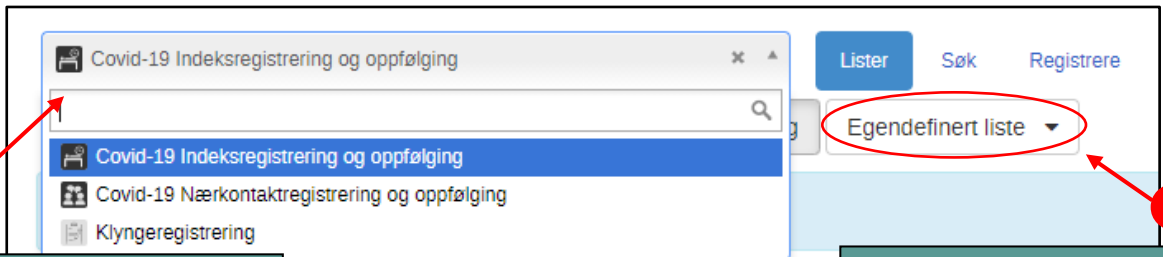 Covid-19 Indeksregistrering og oppfølging
Lister Søk Registrere
g Egendefinert liste
Covid-19 Indeksregistrering og oppfølging
Covid-19 Nærkontaktregistrering og oppfølging
Klyngeregistrering